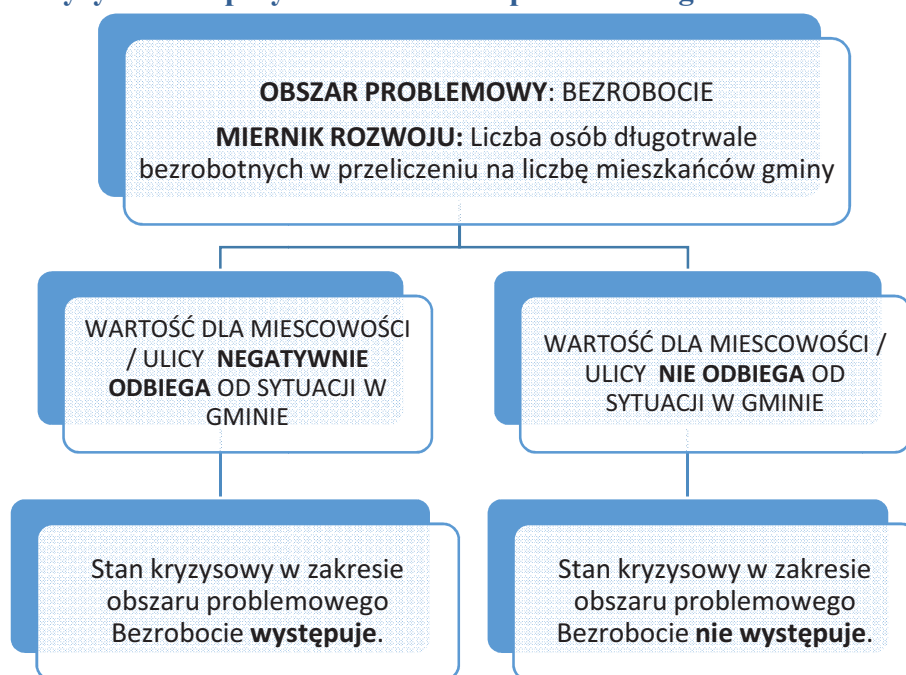 OBSZAR PROBLEMOWY: BEZROBOCIE
MIERNIK ROZWOJU: Liczba osób długotrwale
bezrobotnych w przeliczeniu na liczbę mieszkańców gminy
WARTOŚĆ DLA MIESCOWOŚCI
/ ULICY NEGATYWNIE
ODBIEGA OD SYTUACJI W
GMINIE
WARTOŚĆ DLA MIESCOWOŚCI /
ULICY NIE ODBIEGA OD
SYTUACJI W GMINIE
Stan kryzysowy w zakresie
obszaru problemowego
Bezrobocie występuje.
Stan kryzysowy w zakresie
obszaru problemowego
Bezrobocie nie występuje.